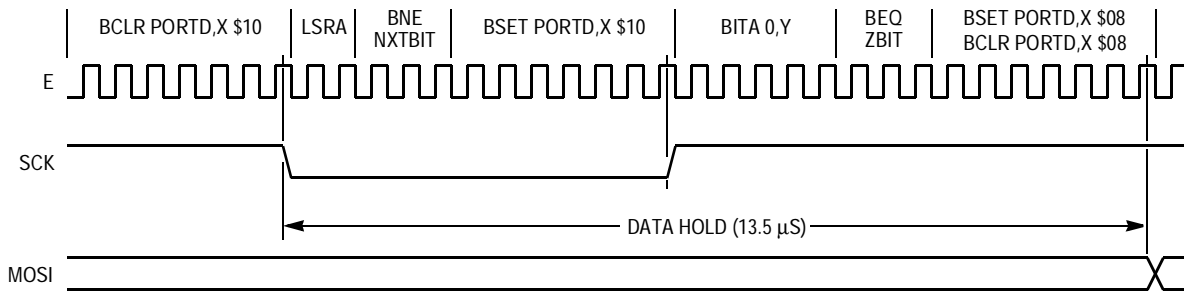 BCLR PORTD,X $10
LSRA
BNE
NXTBIT
BSET PORTD,X $10
BITA 0,Y
BEQ
ZBIT
BSET PORTD,X $08
BCLR PORTD,X $08
E
SCK
DATA HOLD (13.5 µS)
MOSI